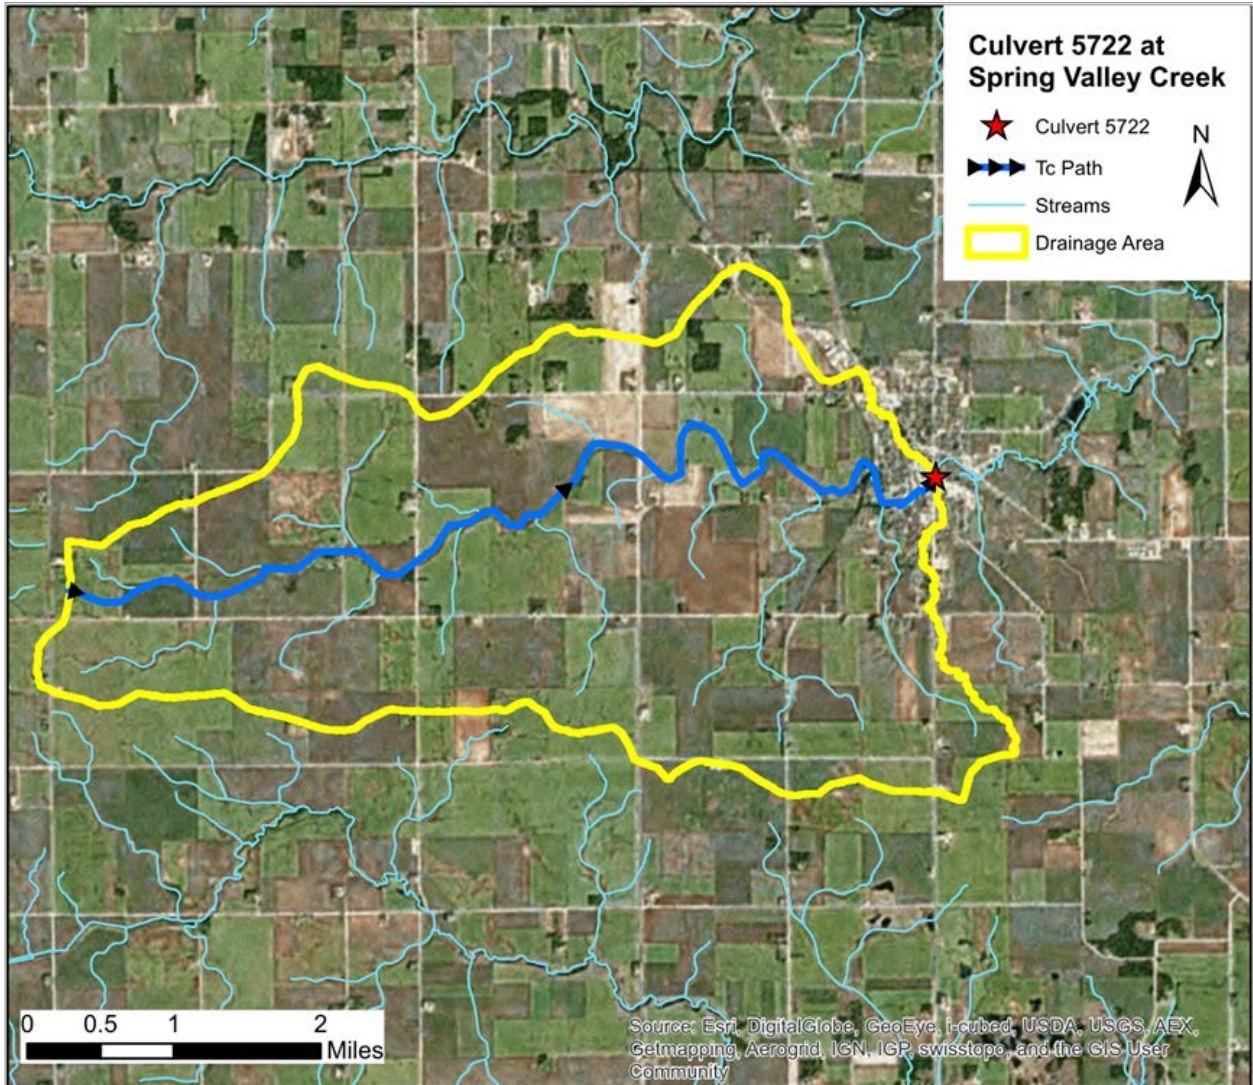 Culvert 5722 at
Spring Valley Creek
Culvert 5722
N
Tc Path
Streams
Drainage Area
0 0.5 1 2
Miles
Source: Esri, DigitalGlobe, GeoEye, i-cubed, USDA, USGS, AEX,
Getmapping, Aerogrid, IGN, IGP, swisstopo, and the GIS User
Community